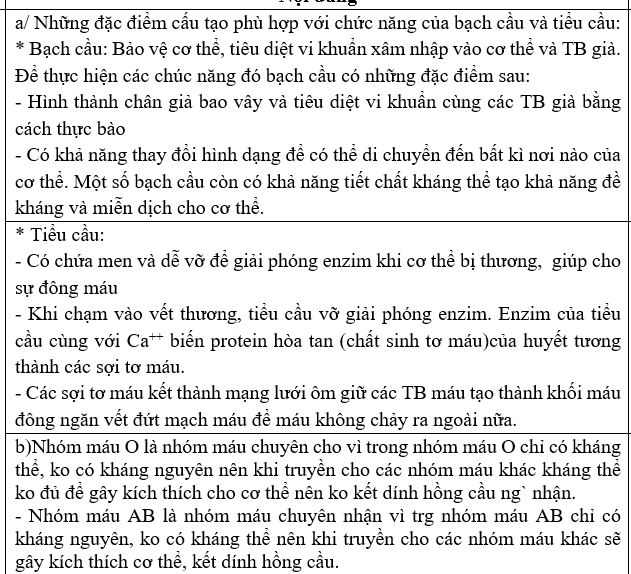 Nội dung
a/ Những đặc điểm cấu tạo phù hợp với chức năng của bạch cầu và tiểu cầu:
* Bạch cầu: Bảo vệ cơ thể, tiêu diệt vi khuẩn xâm nhập vào cơ thể và TB già.
Để thực hiện các chúc năng đó bạch cầu có những đặc điểm sau:
- Hình thành chân giả bao vây và tiêu diệt vi khuẩn cùng các TB già bằng
cách thực bào
- Có khả năng thay đổi hình dạng để có thể di chuyển đến bất kì nơi nào của
cơ thể. Một số bạch cầu còn có khả năng tiết chất kháng thể tạo khả năng đề
kháng và miễn dịch cho cơ thể.
* Tiểu cầu:
- Có chứa men và dễ vỡ để giải phóng enzim khi cơ thể bị thương, giúp cho
sự đông máu
- Khi chạm vào vết thương, tiểu cầu vỡ giải phóng enzim. Enzim của tiểu
cầu cùng với Ca⁺⁺ biến protein hòa tan (chất sinh tơ máu)của huyết tương
thành các sợi tơ máu.
- Các sợi tơ máu kết thành mạng lưới ôm giữ các TB máu tạo thành khối máu
đông ngăn vết đứt mạch máu để máu không chảy ra ngoài nữa.
b)Nhóm máu O là nhóm máu chuyên cho vì trong nhóm máu O chỉ có kháng
thể, ko có kháng nguyên nên khi truyền cho các nhóm máu khác kháng thể
ko đủ để gây kích thích cho cơ thể nên ko kết dính hồng cầu ng` nhận.
- Nhóm máu AB là nhóm máu chuyên nhận vì trg nhóm máu AB chỉ có
kháng nguyên, ko có kháng thể nên khi truyền cho các nhóm máu khác sẽ
gây kích thích cơ thể, kết dính hồng cầu.